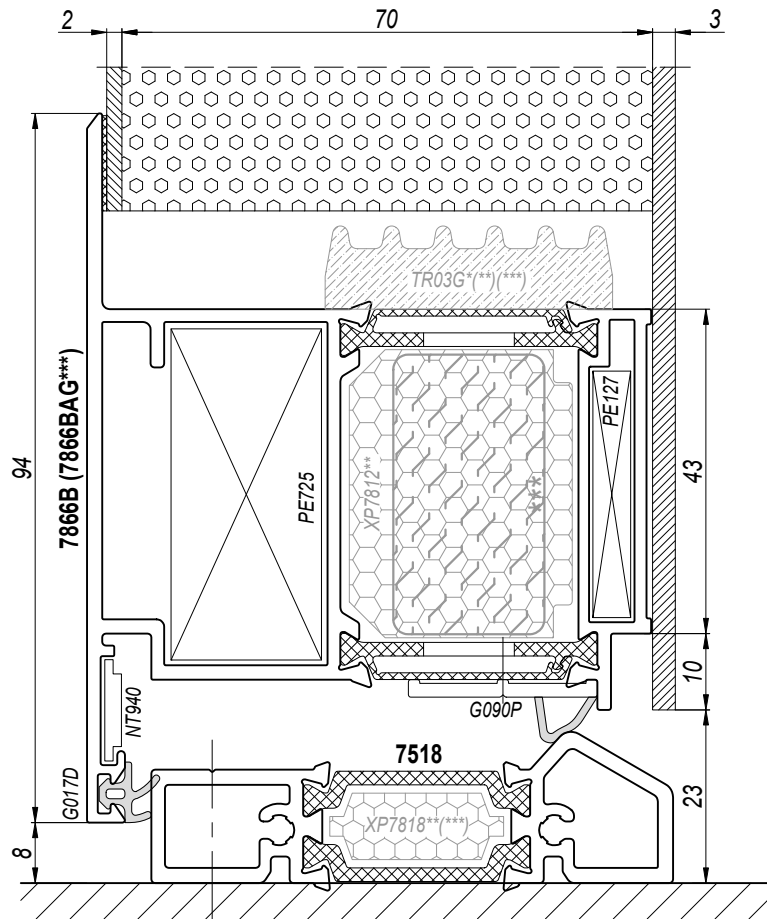 2
70
3
TR03G*(**)(***)
94
7866B (7866BAG***)
PE725
XP7812**
***
PE127
43
10
NT940
G090P
7518
G017D
XP7818**(***)
23
8